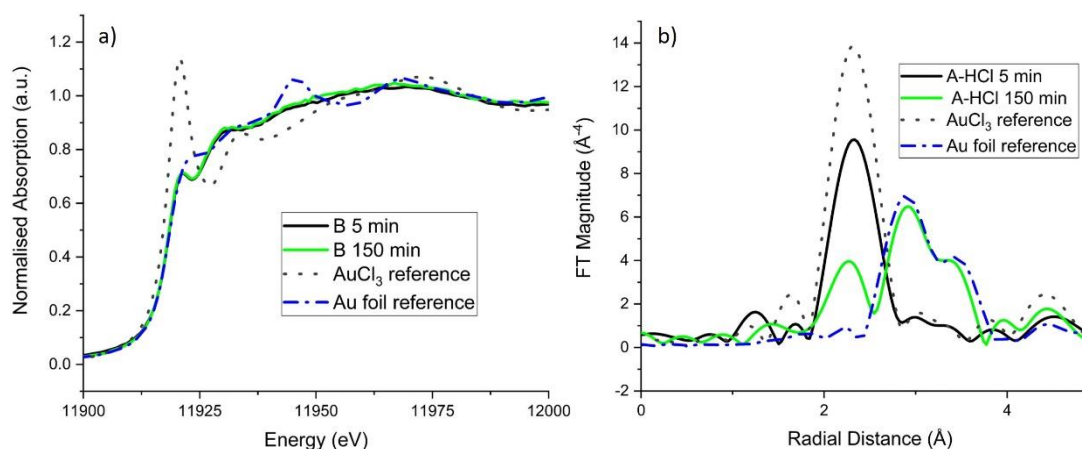 a)
Normalised Absorption (a.u.)
1.2
1.0
0.8
0.6
0.4
0.2
0.0
B 5 min
B 150 min
AuCl₃ reference
Au foil reference
11900
11925
11950
11975
12000
Energy (eV)
b)
FT Magnitude (Å⁻⁴)
14
12
10
8
6
4
2
0
-2
A-HCl 5 min
A-HCl 150 min
AuCl₃ reference
Au foil reference
0
2
4
Radial Distance (Å)